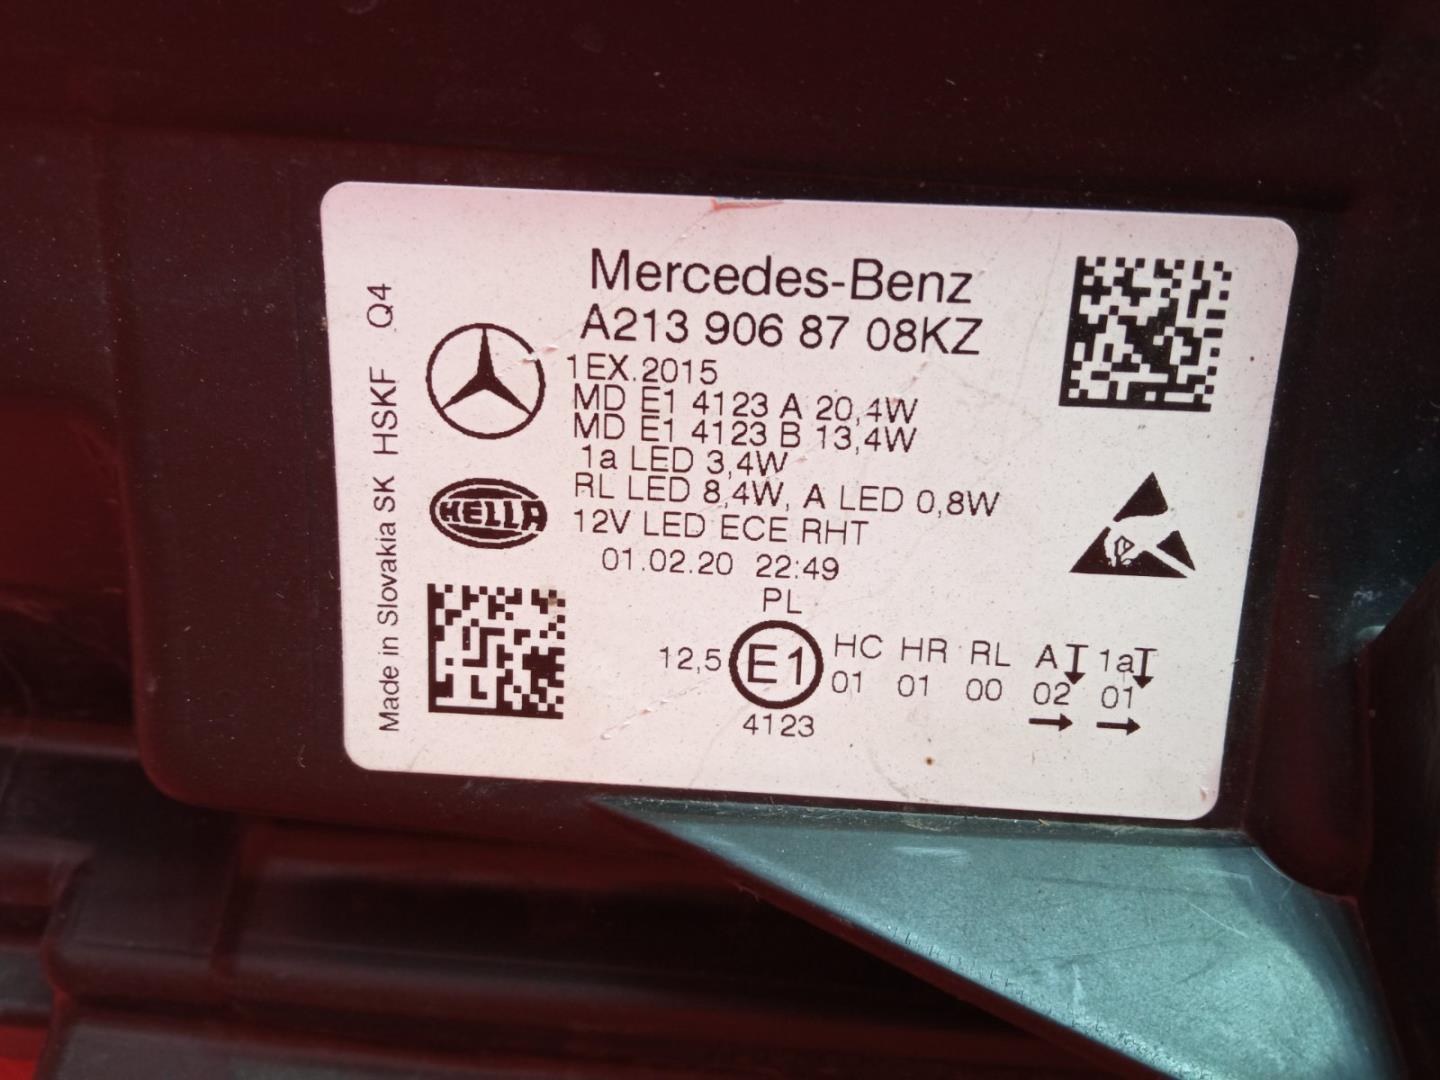 Mercedes-Benz
A213 906 87 08KZ
1EX.2015
MD E1 4123 A 20,4W
MD E1 4123 B 13,4W
1a LED 3,4W
RL LED 8,4W, A LED 0,8W
12V LED ECE RHT
01.02.20 22:49
PL
12,5 E1 HC HR RL A 1a
01 01 00 02 01
4123
HELLA
Made in Slovakia SK HSKF Q4